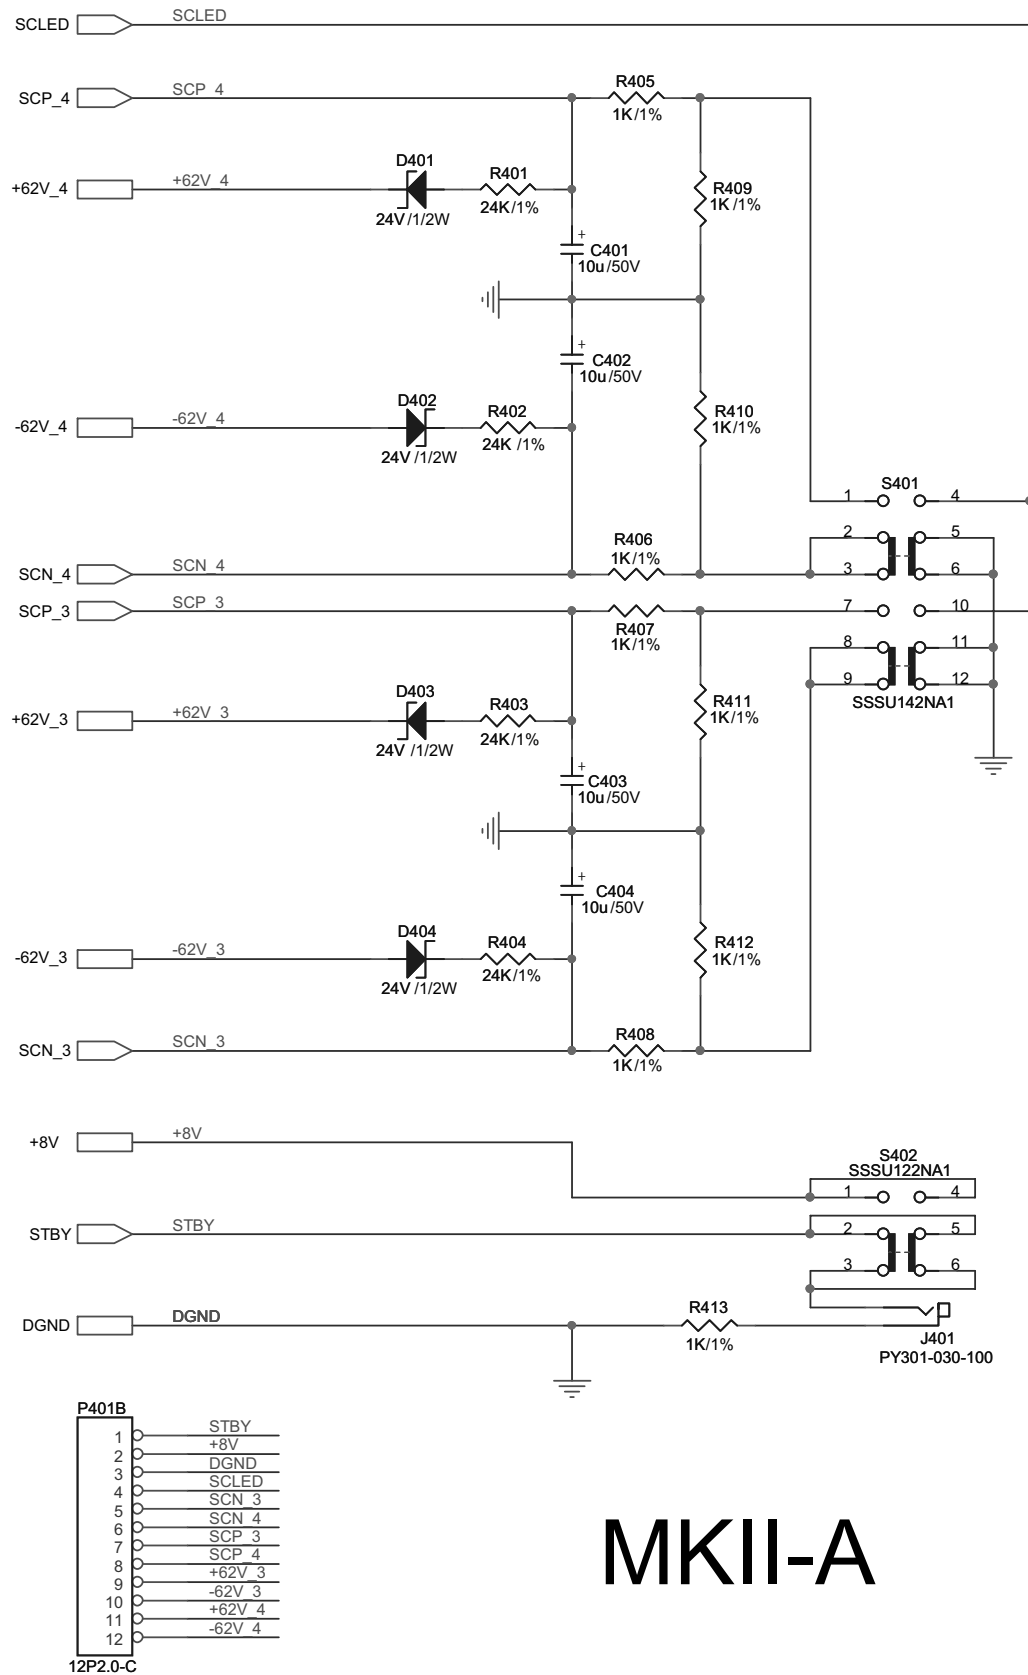 SCLED SCLED
SCP_4 SCP_4
R405
1K/1%
+62V_4 +62V_4
D401
24V/1/2W
R401
24K/1%
R409
1K/1%
+
C401
10u/50V
+
C402
10u/50V
-62V_4 -62V_4
D402
24V/1/2W
R402
24K/1%
R410
1K/1%
S401
1 4
2 5
3 6
R406
1K/1%
SCN_4 SCN_4
SCP_3 SCP_3
R407
1K/1%
7 10
8 11
9 12
SSSU142NA1
+62V_3 +62V_3
D403
24V/1/2W
R403
24K/1%
R411
1K/1%
+
C403
10u/50V
+
C404
10u/50V
-62V_3 -62V_3
D404
24V/1/2W
R404
24K/1%
R412
1K/1%
SCN_3 SCN_3
R408
1K/1%
+8V +8V
S402
SSSU122NA1
1 4
STBY STBY
2 5
3 6
DGND DGND
R413
1K/1%
J401
PY301-030-100
P401B
1 STBY
2 +8V
3 DGND
4 SCLED
5 SCN_3
6 SCN_4
7 SCP_3
8 SCP_4
9 +62V_3
10 -62V_3
11 +62V_4
12 -62V_4
12P2.0-C
MKII-A